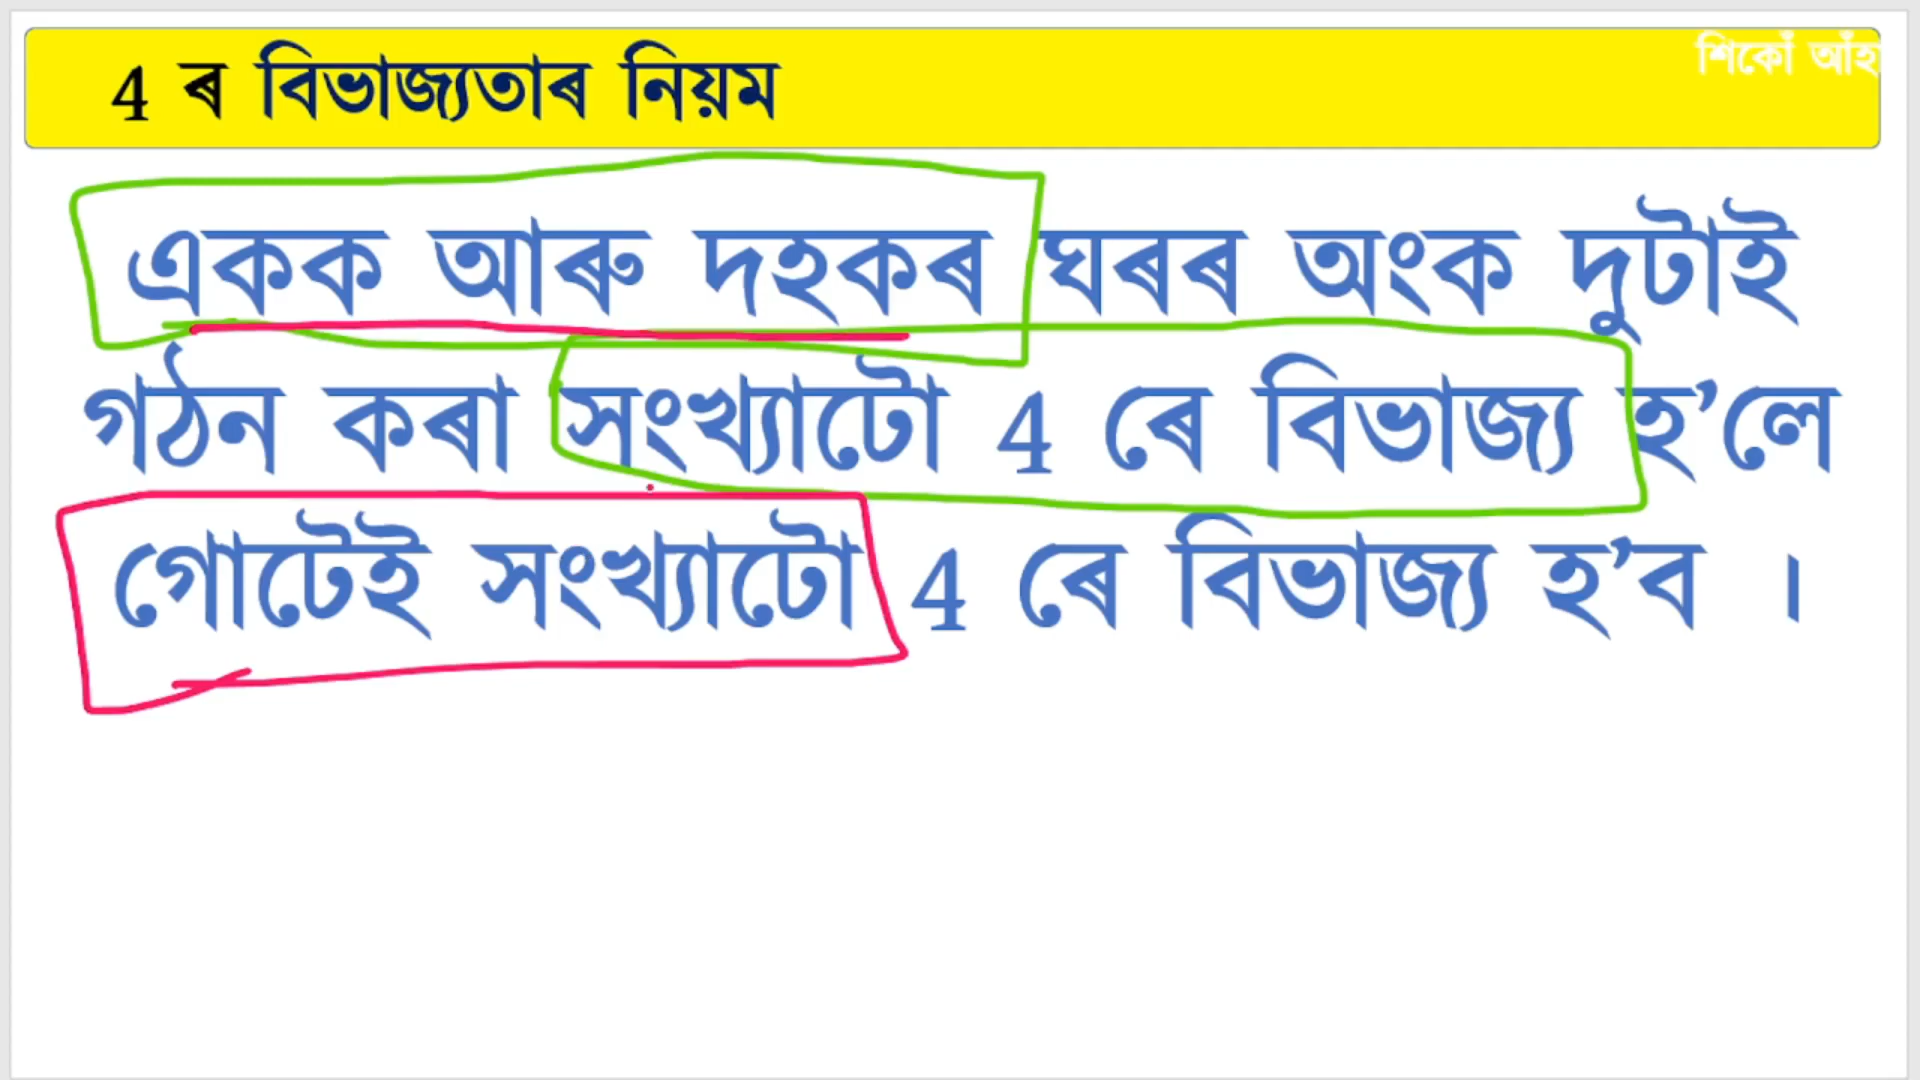 4 ৰ বিভাজ্যতাৰ নিয়ম
শিকোঁ আঁহ
একক আৰু দহকৰ ঘৰৰ অংক দুটাই
গঠন কৰা সংখ্যাটো 4 ৰে বিভাজ্য হ’লে
গোটেই সংখ্যাটো 4 ৰে বিভাজ্য হ’ব ।